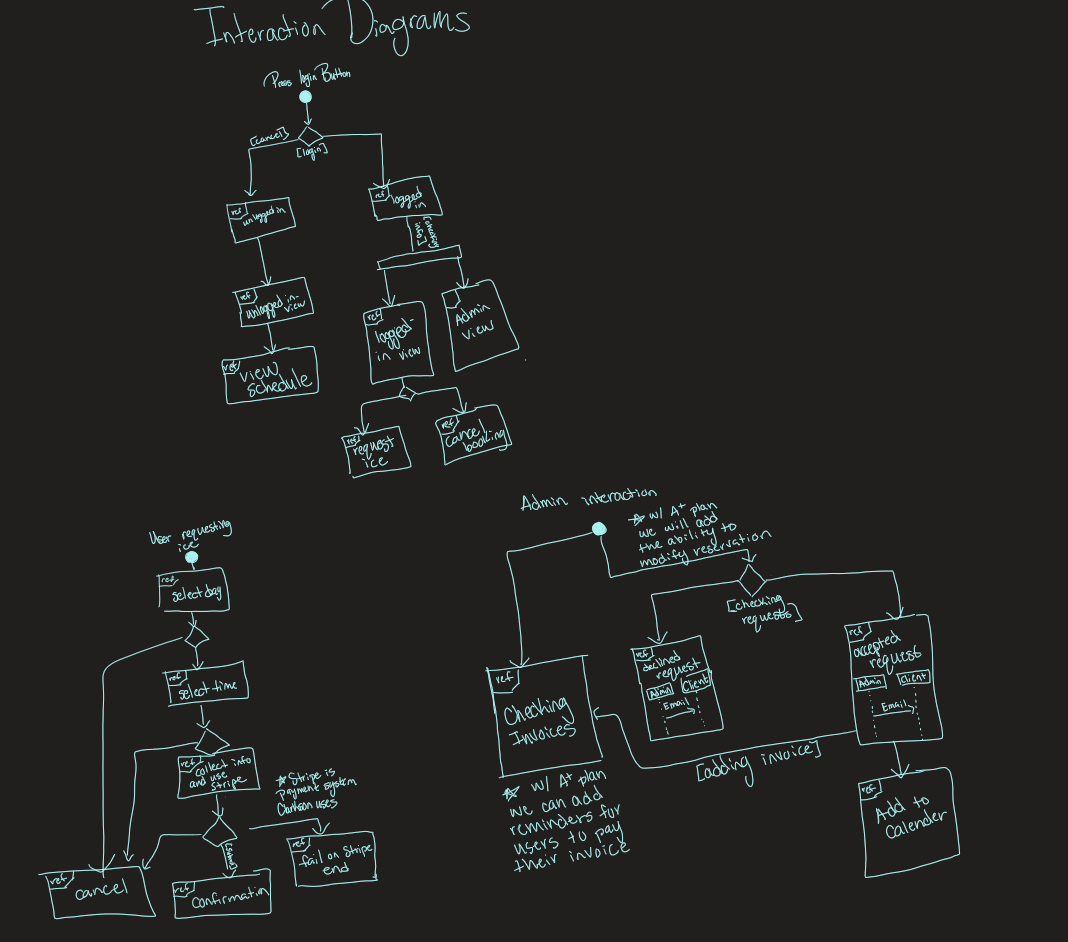 Interaction Diagrams
Press login Button
[cancel]
[login]
ref
unlogged in
ref
logged
in
[checking
info]
ref
unlogged in-
view
ref
logged-
in view
Admin
view
ref
view
schedule
ref
request
ice
ref
cancel
booking
User requesting
ice
ref
select day
ref
select time
ref
collect info
and use
stripe
☆ Stripe is
payment system
Clarkson uses
ref
fail on stripe
end
ref
cancel
ref
confirmation
Admin interaction
☆ w/ A+ plan
we will add
the ability to
modify reservation
[checking
requests]
ref
Checking
Invoices
ref
declined
request
Admin
Client
Email
ref
accepted
request
Admin
Client
Email
[adding invoice]
☆ w/ A+ plan
we can add
reminders for
users to pay
their invoice
ref
Add to
Calender